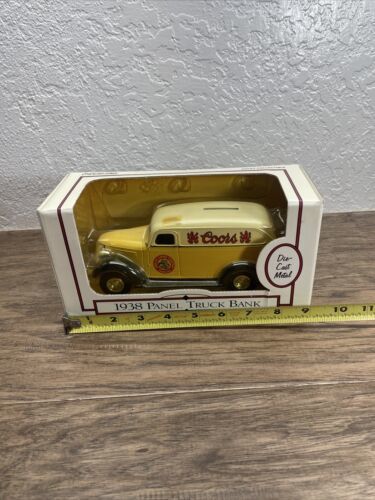 Coors
Die-
Cast
Metal
1938 PANEL TRUCK BANK
1 2 3 4 5 6 7 8 9 10 11